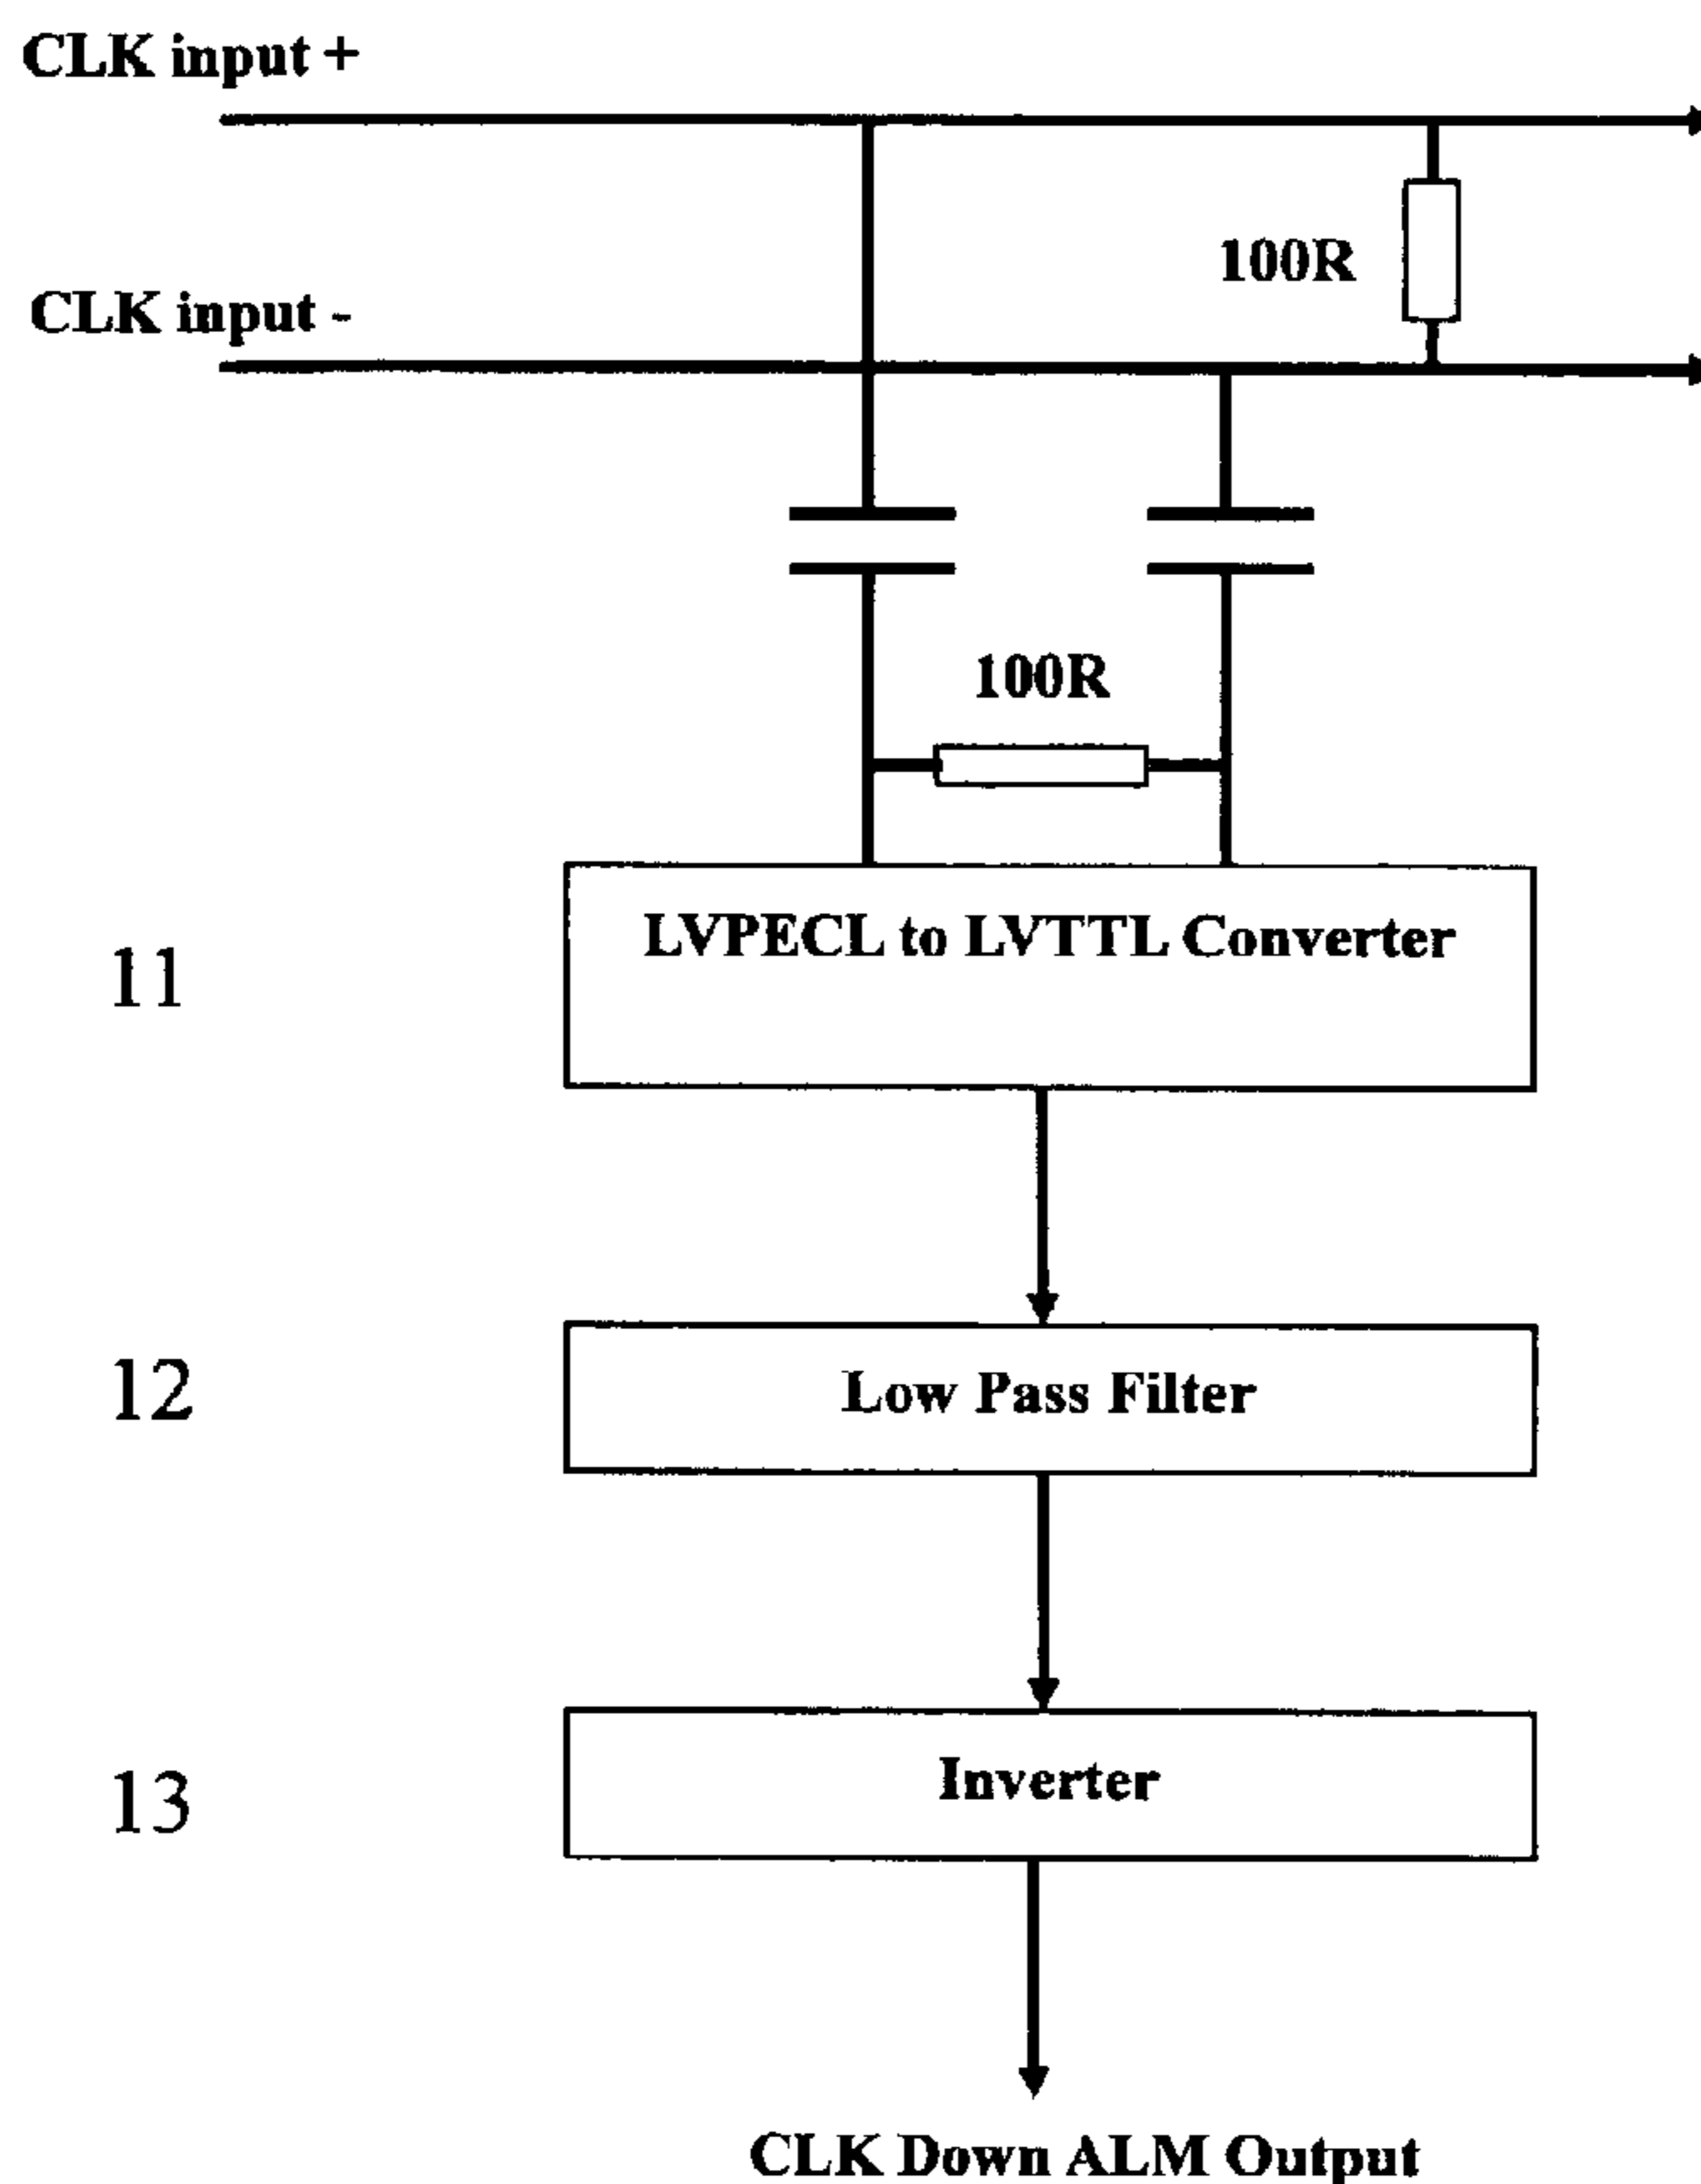 CLK input +
100R
CLK input -
100R
11
LVPECL to LVTTL Converter
12
Low Pass Filter
13
Inverter
CLK Down ALM Output